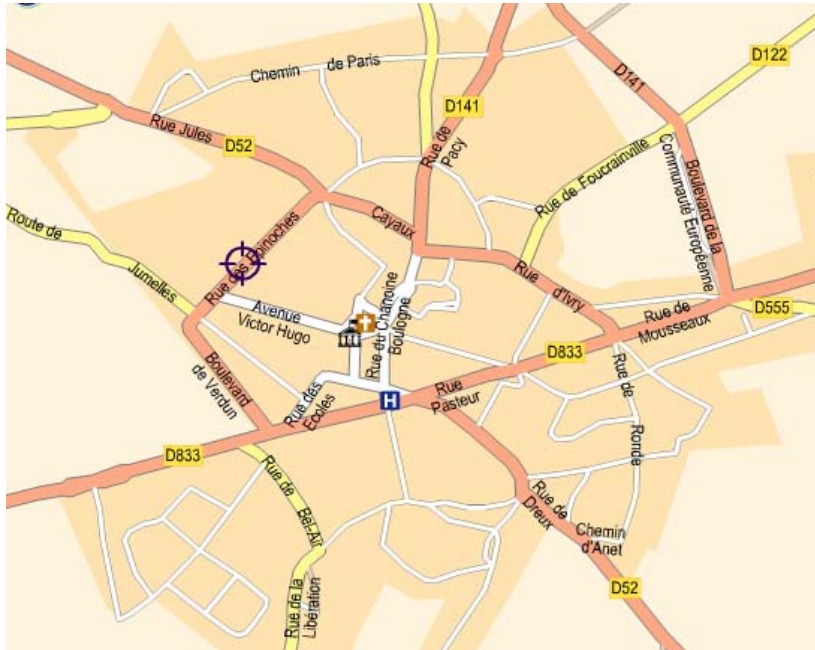 D122
Chemin de Paris
D141
D141
Rue Jules
D52
Rue de
Pacy
Boulevard de la
Communauté Européenne
Rue de Foucrainville
Route de
Jumelles
Cayaux
Rue des Epinoches
Rue d'Ivry
Avenue
Victor Hugo
Rue du Chanoine
Boulogne
Rue de
Mousseaux
D555
D833
Boulevard
de Verdun
Rue des
Ecoles
H
Rue
Pasteur
Rue de
Ronde
D833
Rue de
Bel-Air
Rue de
Dreux
Chemin
d'Anet
Rue de la
Libération
D52